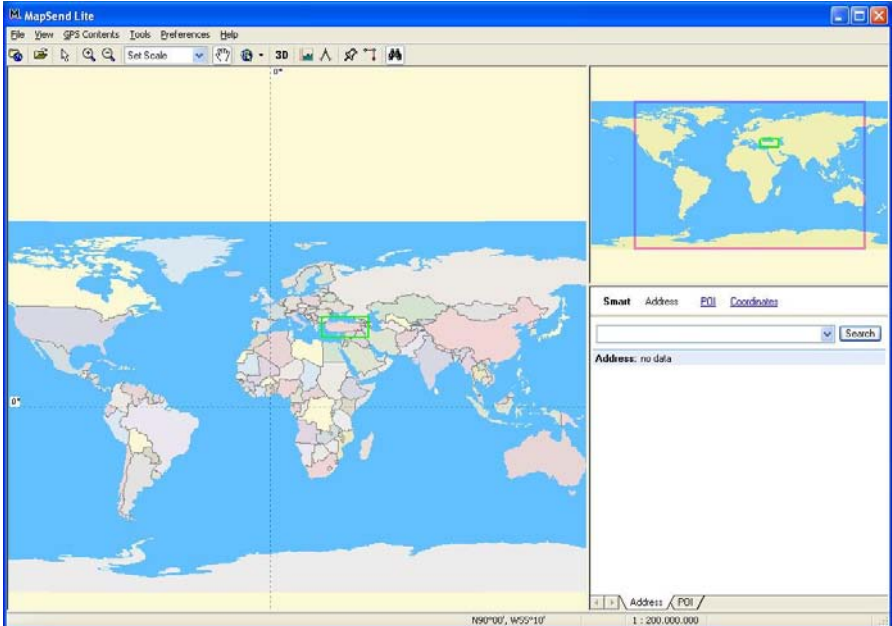 MapSend Lite
File View GPS Contents Tools Preferences Help
Set Scale 3D
0°
0°
Smart Address POI Coordinates
Search
Address: no data
Address POI
N90°00', W55°10' 1 : 200.000.000